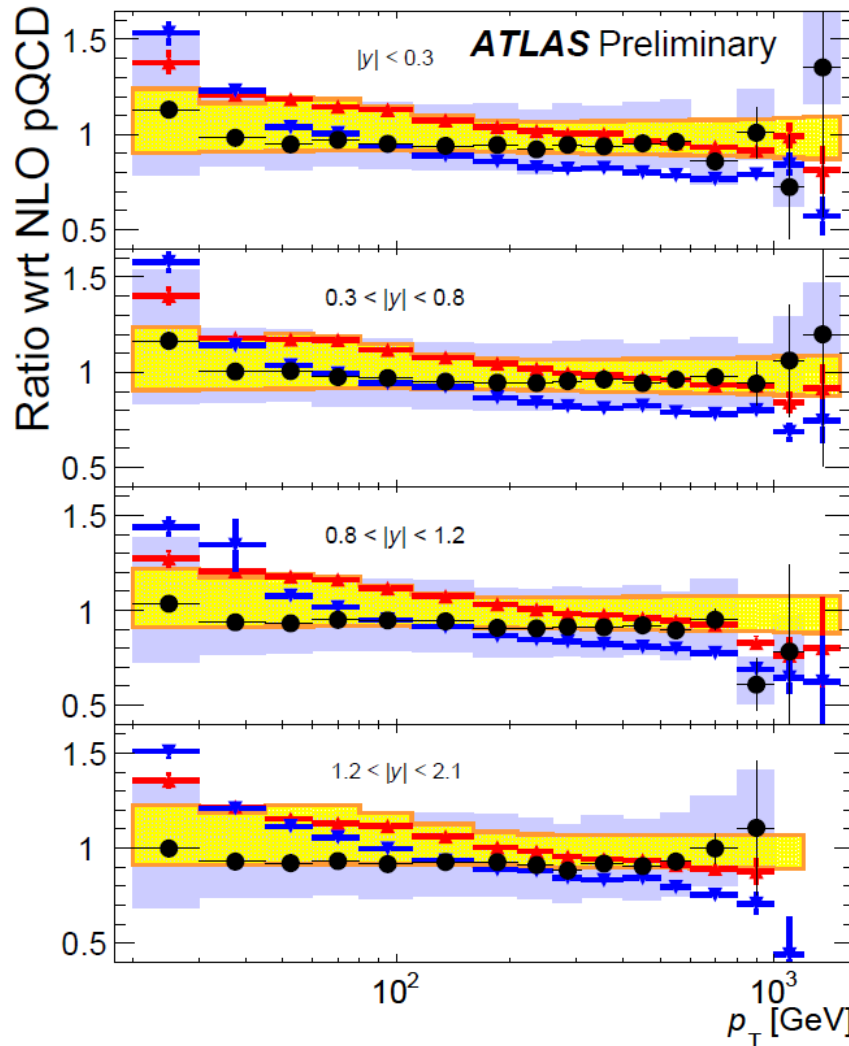 Ratio wrt NLO pQCD
ATLAS Preliminary
|y| < 0.3
1.5
1
0.5
0.3 < |y| < 0.8
1.5
1
0.5
0.8 < |y| < 1.2
1.5
1
0.5
1.2 < |y| < 2.1
1.5
1
0.5
10² 10³
p_T [GeV]